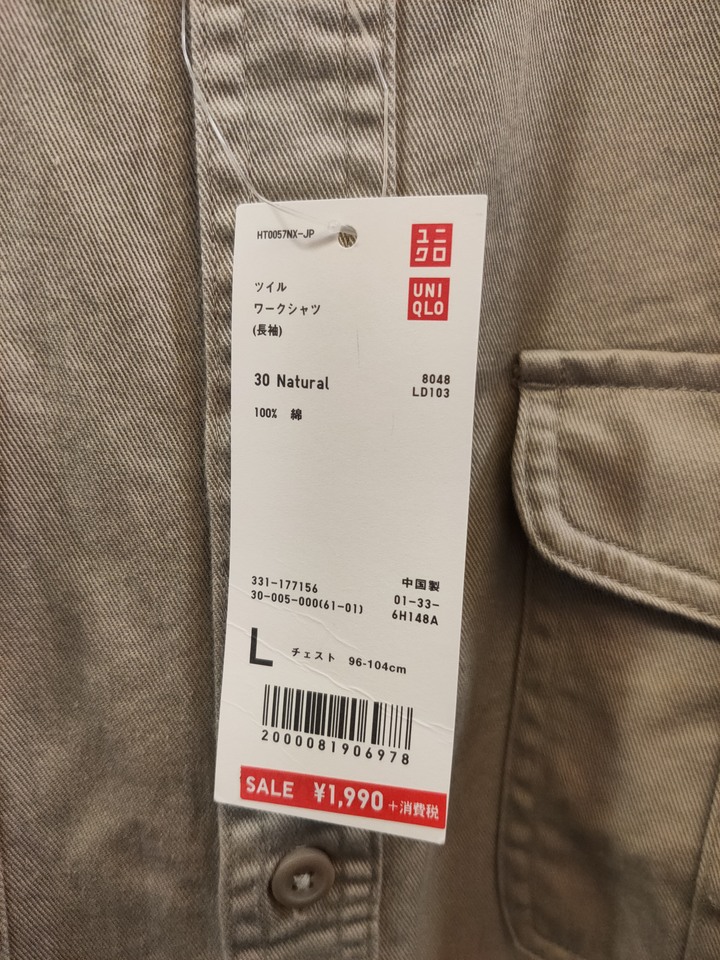 HT0057NX-JP
ユニ
クロ
UNI
QLO
ツイル
ワークシャツ
(長袖)
30 Natural
8048
LD103
100% 綿
331-177156
30-005-000(61-01)
中国製
01-33-
6H148A
L チェスト 96-104cm
2000081906978
SALE ¥1,990+消費税